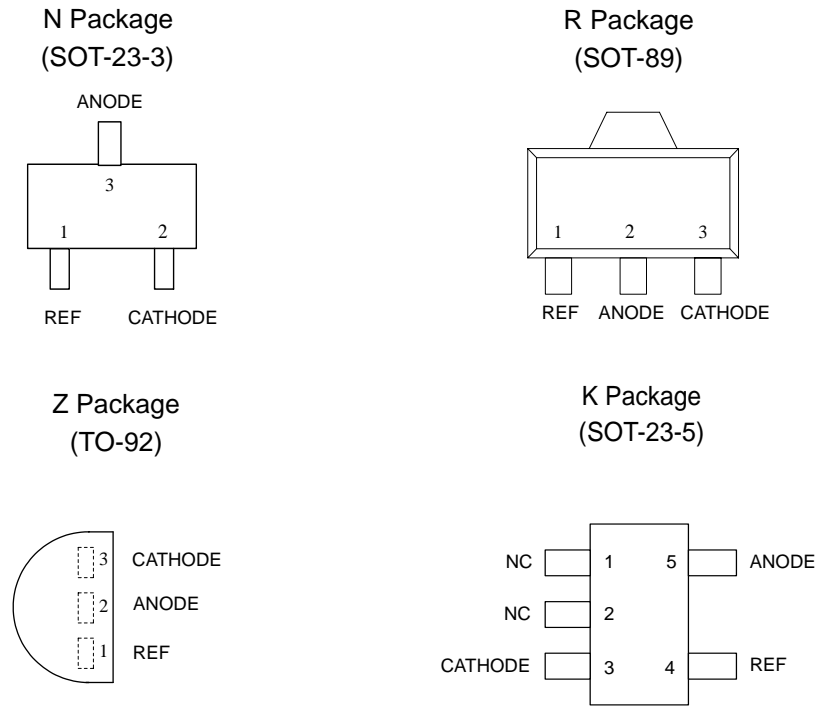 N Package
(SOT-23-3)
ANODE
3
1 2
REF CATHODE
R Package
(SOT-89)
1 2 3
REF ANODE CATHODE
Z Package
(TO-92)
3 CATHODE
2 ANODE
1 REF
K Package
(SOT-23-5)
NC 1 5 ANODE
NC 2
CATHODE 3 4 REF